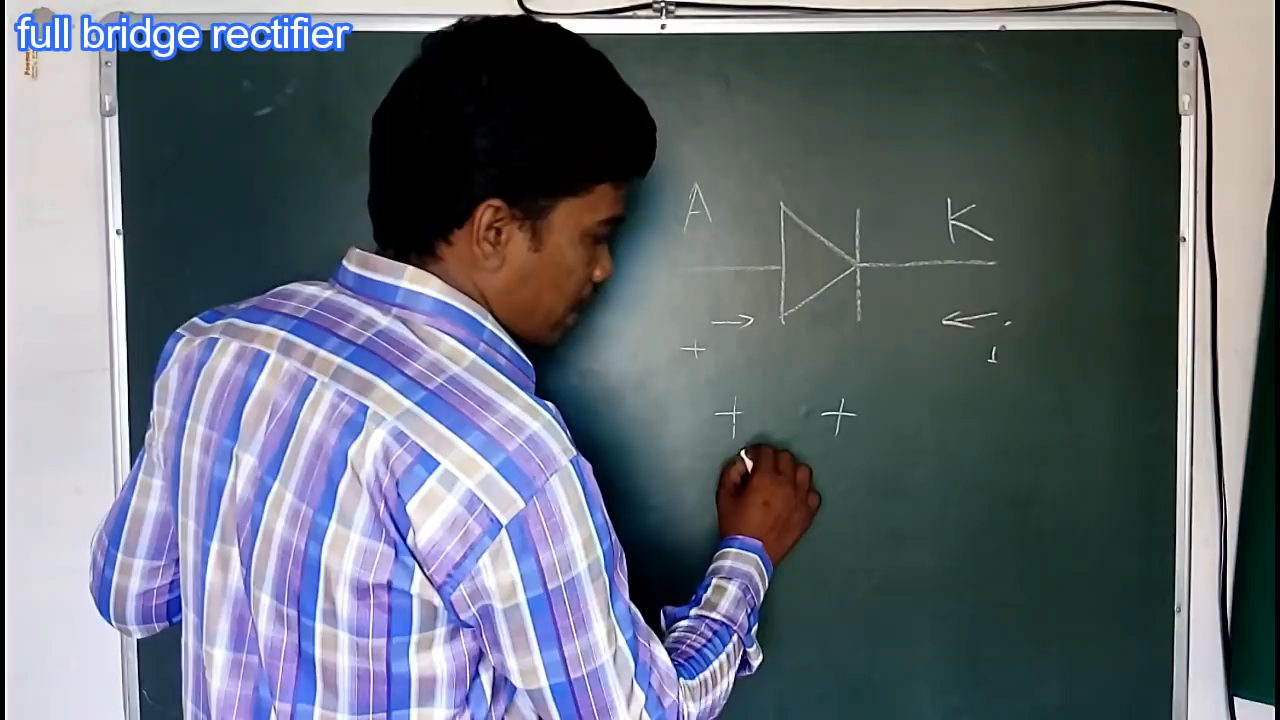 full bridge rectifier
A K
→ ←
+
+ +